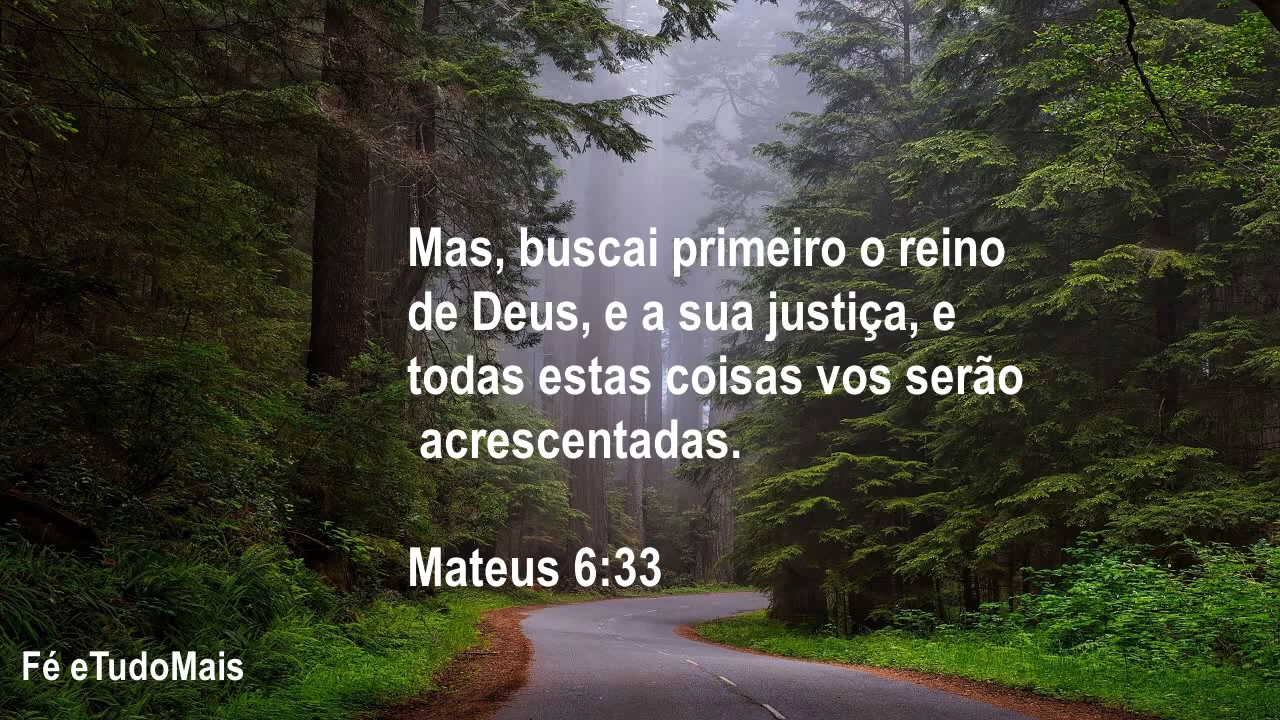 Mas, buscai primeiro o reino
de Deus, e a sua justiça, e
todas estas coisas vos serão
acrescentadas.
Mateus 6:33
Fé eTudoMais